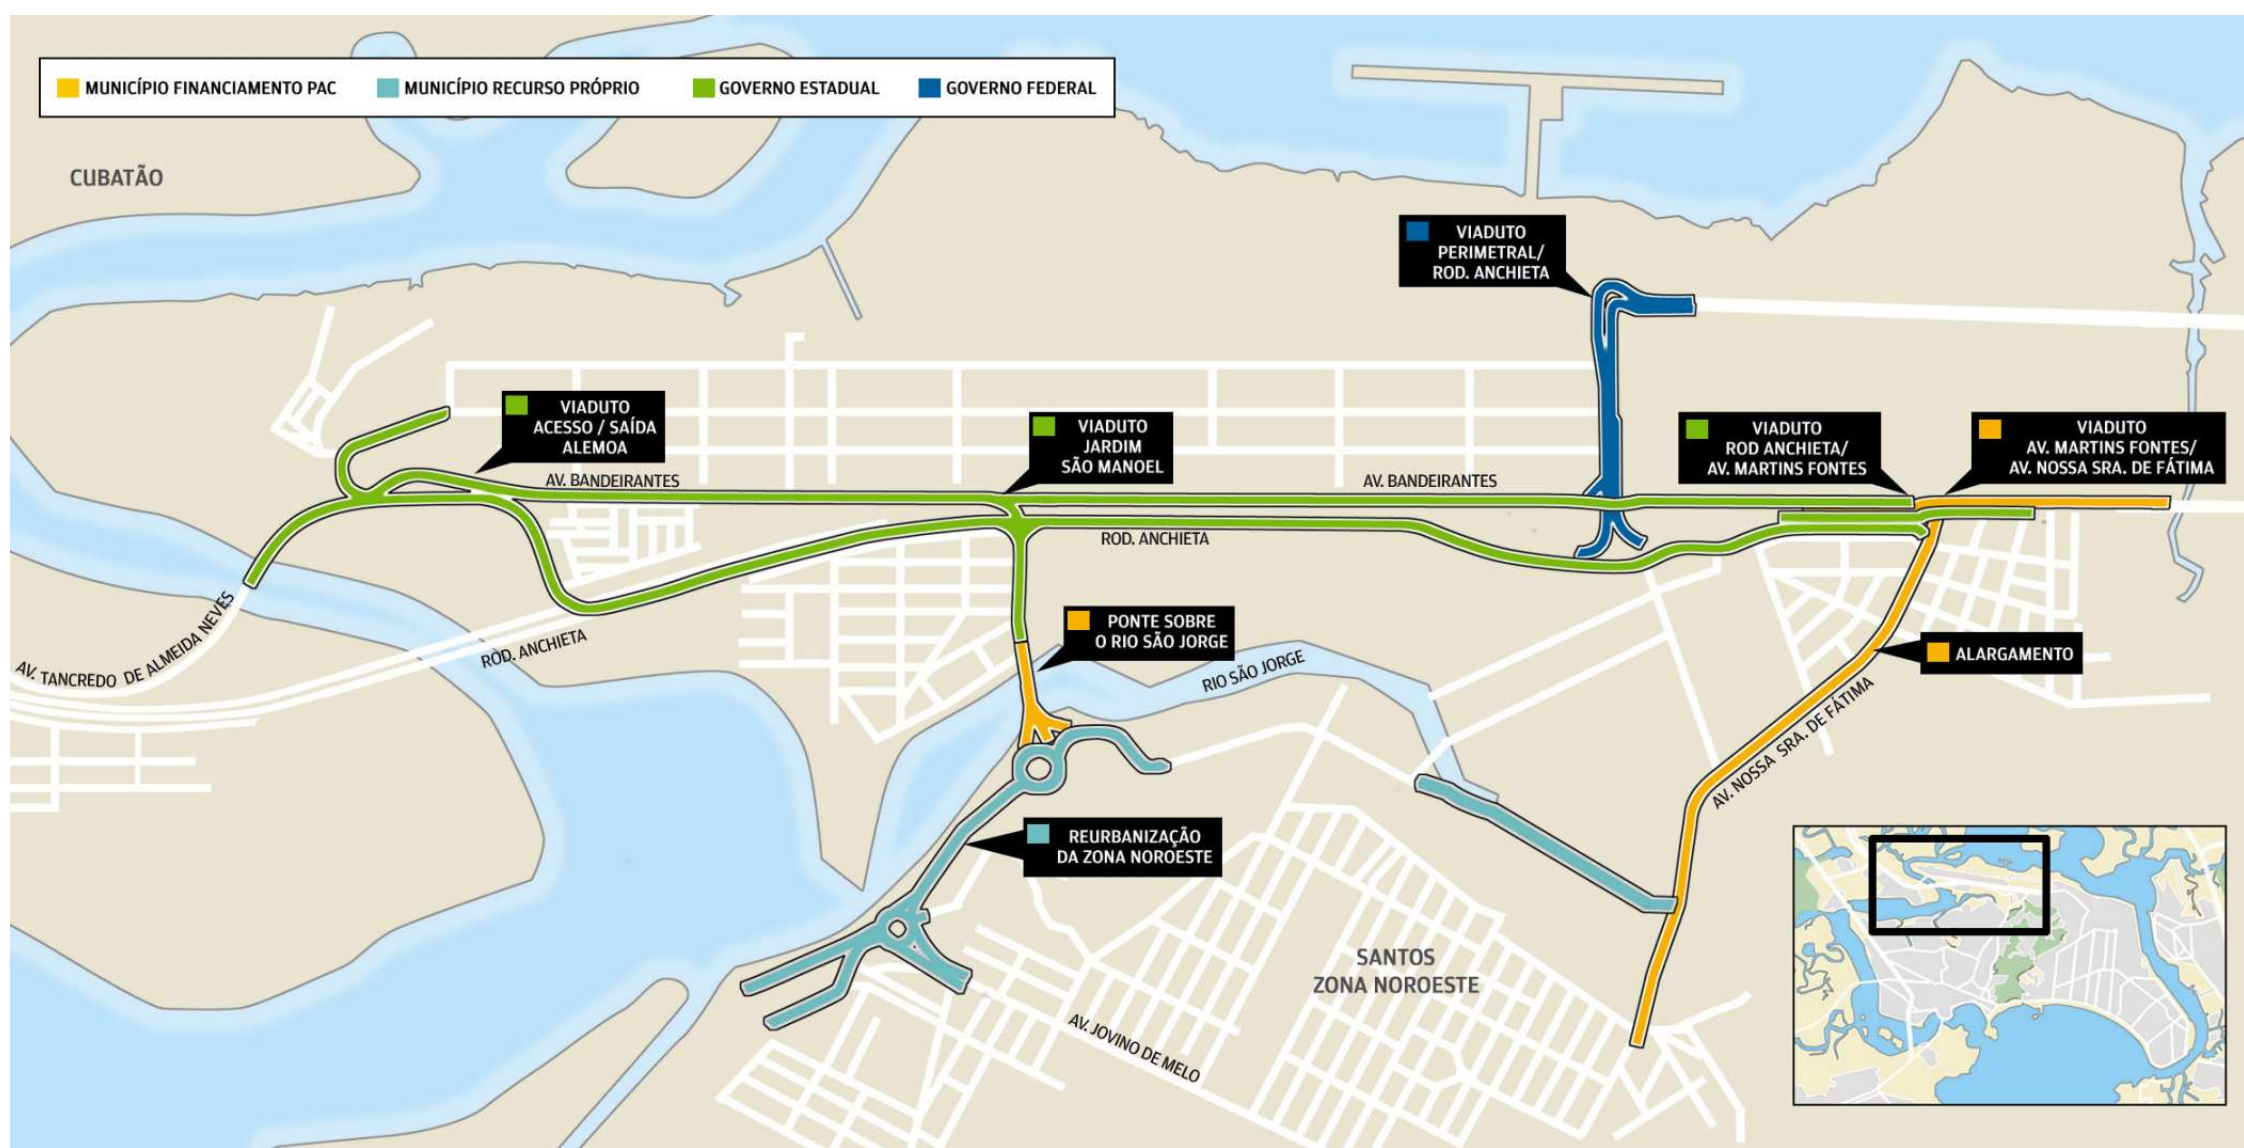 MUNICÍPIO FINANCIAMENTO PAC
MUNICÍPIO RECURSO PRÓPRIO
GOVERNO ESTADUAL
GOVERNO FEDERAL
CUBATÃO
VIADUTO
PERIMETRAL/
ROD. ANCHIETA
VIADUTO
ACESSO / SAÍDA
ALEMOA
VIADUTO
JARDIM
SÃO MANOEL
VIADUTO
ROD ANCHIETA/
AV. MARTINS FONTES
VIADUTO
AV. MARTINS FONTES/
AV. NOSSA SRA. DE FÁTIMA
AV. BANDEIRANTES
AV. BANDEIRANTES
ROD. ANCHIETA
AV. TANCREDO DE ALMEIDA NEVES
ROD. ANCHIETA
PONTE SOBRE
O RIO SÃO JORGE
RIO SÃO JORGE
ALARGAMENTO
AV. NOSSA SRA. DE FÁTIMA
REURBANIZAÇÃO
DA ZONA NOROESTE
SANTOS
ZONA NOROESTE
AV. JOVINO DE MELO